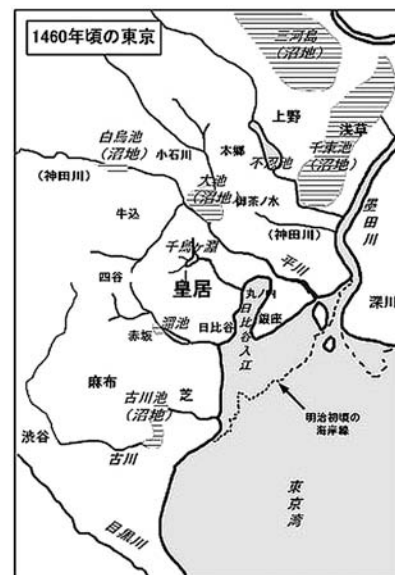 1460年頃の東京
三河島
(沼地)
上野
浅草
千束池
(沼地)
白鳥池
(沼地)
小石川
本郷
不忍池
(神田川)
大池
(沼地)
御茶ノ水
墨田川
牛込
(神田川)
千鳥ヶ淵
平川
四谷
皇居
丸ノ内
深川
日比谷入江
銀座
溜池
赤坂
日比谷
麻布
芝
古川池
(沼地)
明治初頃の
海岸線
渋谷
古川
東京湾
目黒川